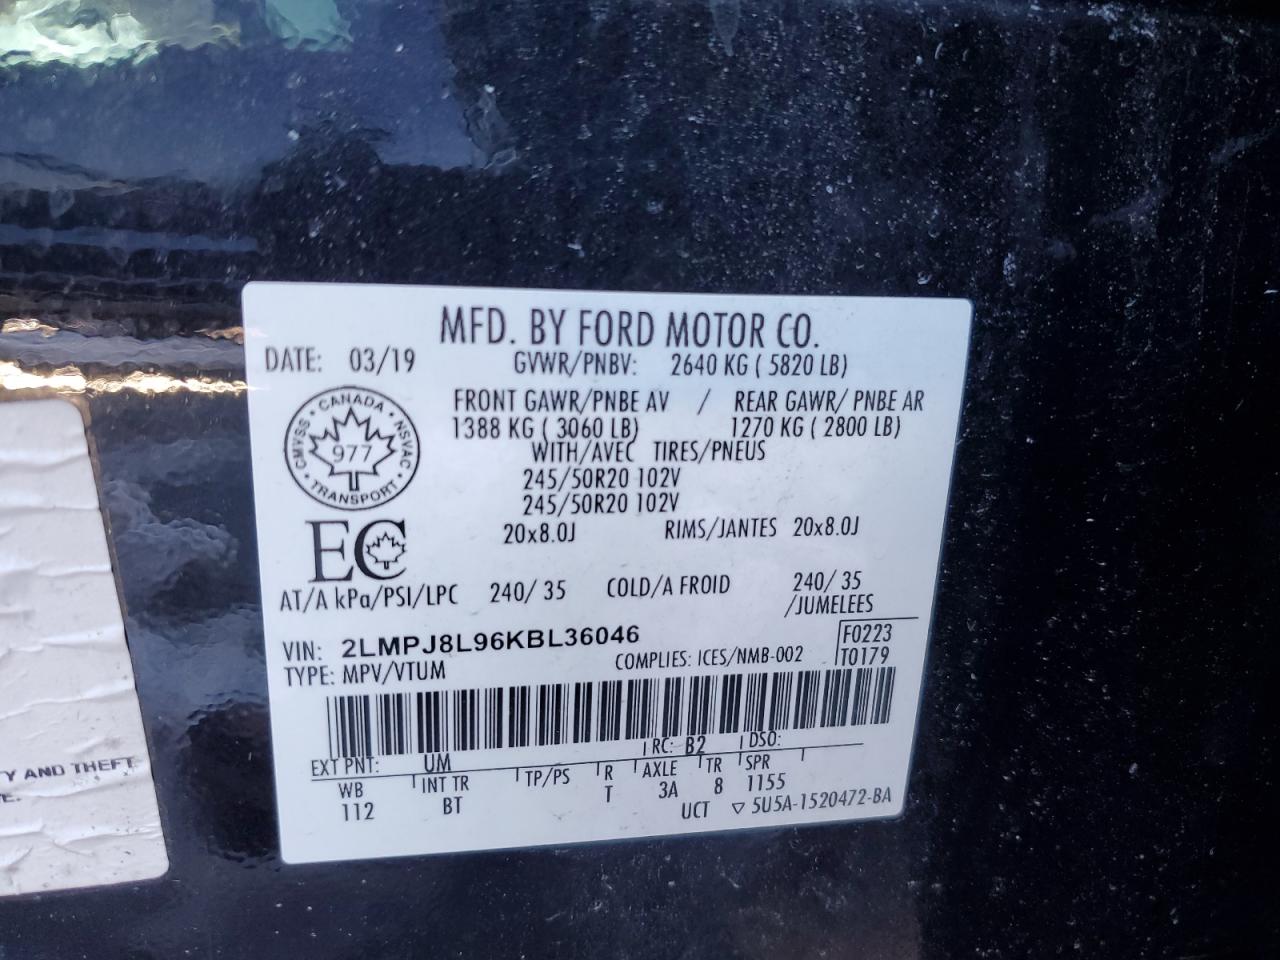 MFD. BY FORD MOTOR CO.
DATE: 03/19 GVWR/PNBV: 2640 KG ( 5820 LB)
FRONT GAWR/PNBE AV / REAR GAWR/ PNBE AR
1388 KG ( 3060 LB) 1270 KG ( 2800 LB)
WITH/AVEC TIRES/PNEUS
245/50R20 102V
245/50R20 102V
20x8.0J RIMS/JANTES 20x8.0J
CANADA
CMVSS NSVAC
977
TRANSPORT
EC
AT/A kPa/PSI/LPC 240/ 35 COLD/A FROID 240/ 35
/JUMELEES
VIN: 2LMPJ8L96KBL36046 F0223
TYPE: MPV/VTUM COMPLIES: ICES/NMB-002 T0179
EXT PNT: UM RC: B2 DSO:
WB INT TR TP/PS R AXLE TR SPR
112 BT T 3A 8 1155
UCT ▽ 5U5A-1520472-BA
Y AND THEFT